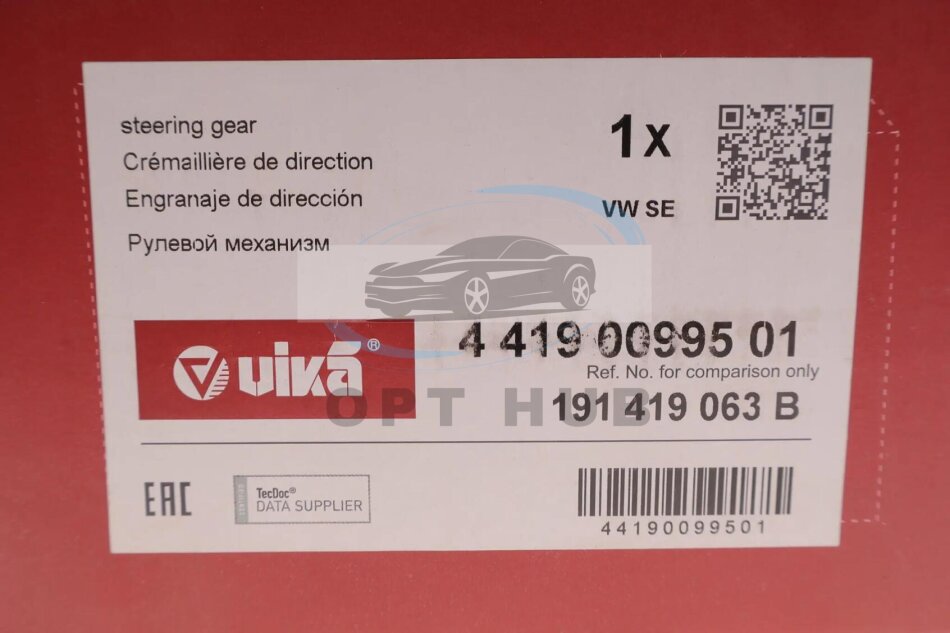 steering gear
Crémaillière de direction
Engranaje de dirección
Рулевой механизм
1x
VW SE
vika®
4 419 00995 01
Ref. No. for comparison only
191 419 063 B
OPT HUB
EAC
TecDoc®
DATA SUPPLIER
44190099501